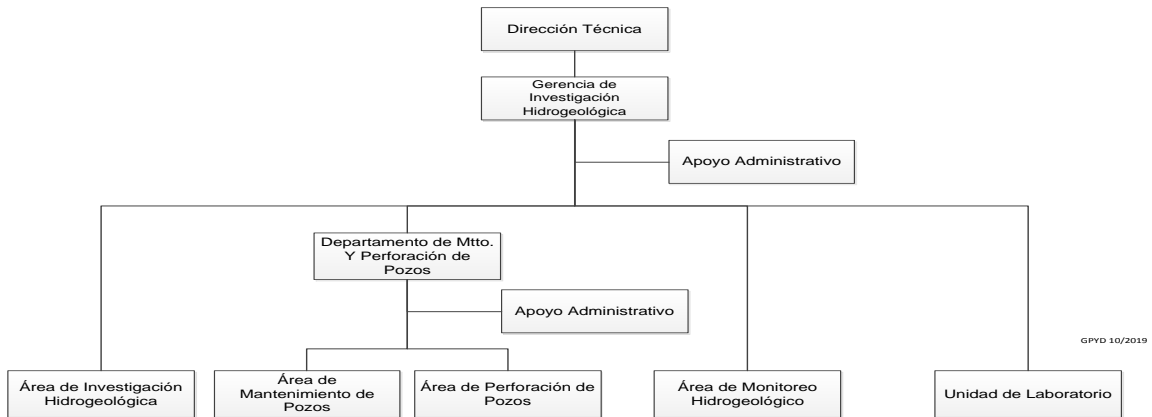 Dirección Técnica
Gerencia de
Investigación
Hidrogeológica
Apoyo Administrativo
Departamento de Mtto.
Y Perforación de
Pozos
Apoyo Administrativo
GPYD 10/2019
Área de Investigación
Hidrogeológica
Área de
Mantenimiento de
Pozos
Área de Perforación de
Pozos
Área de Monitoreo
Hidrogeológico
Unidad de Laboratorio